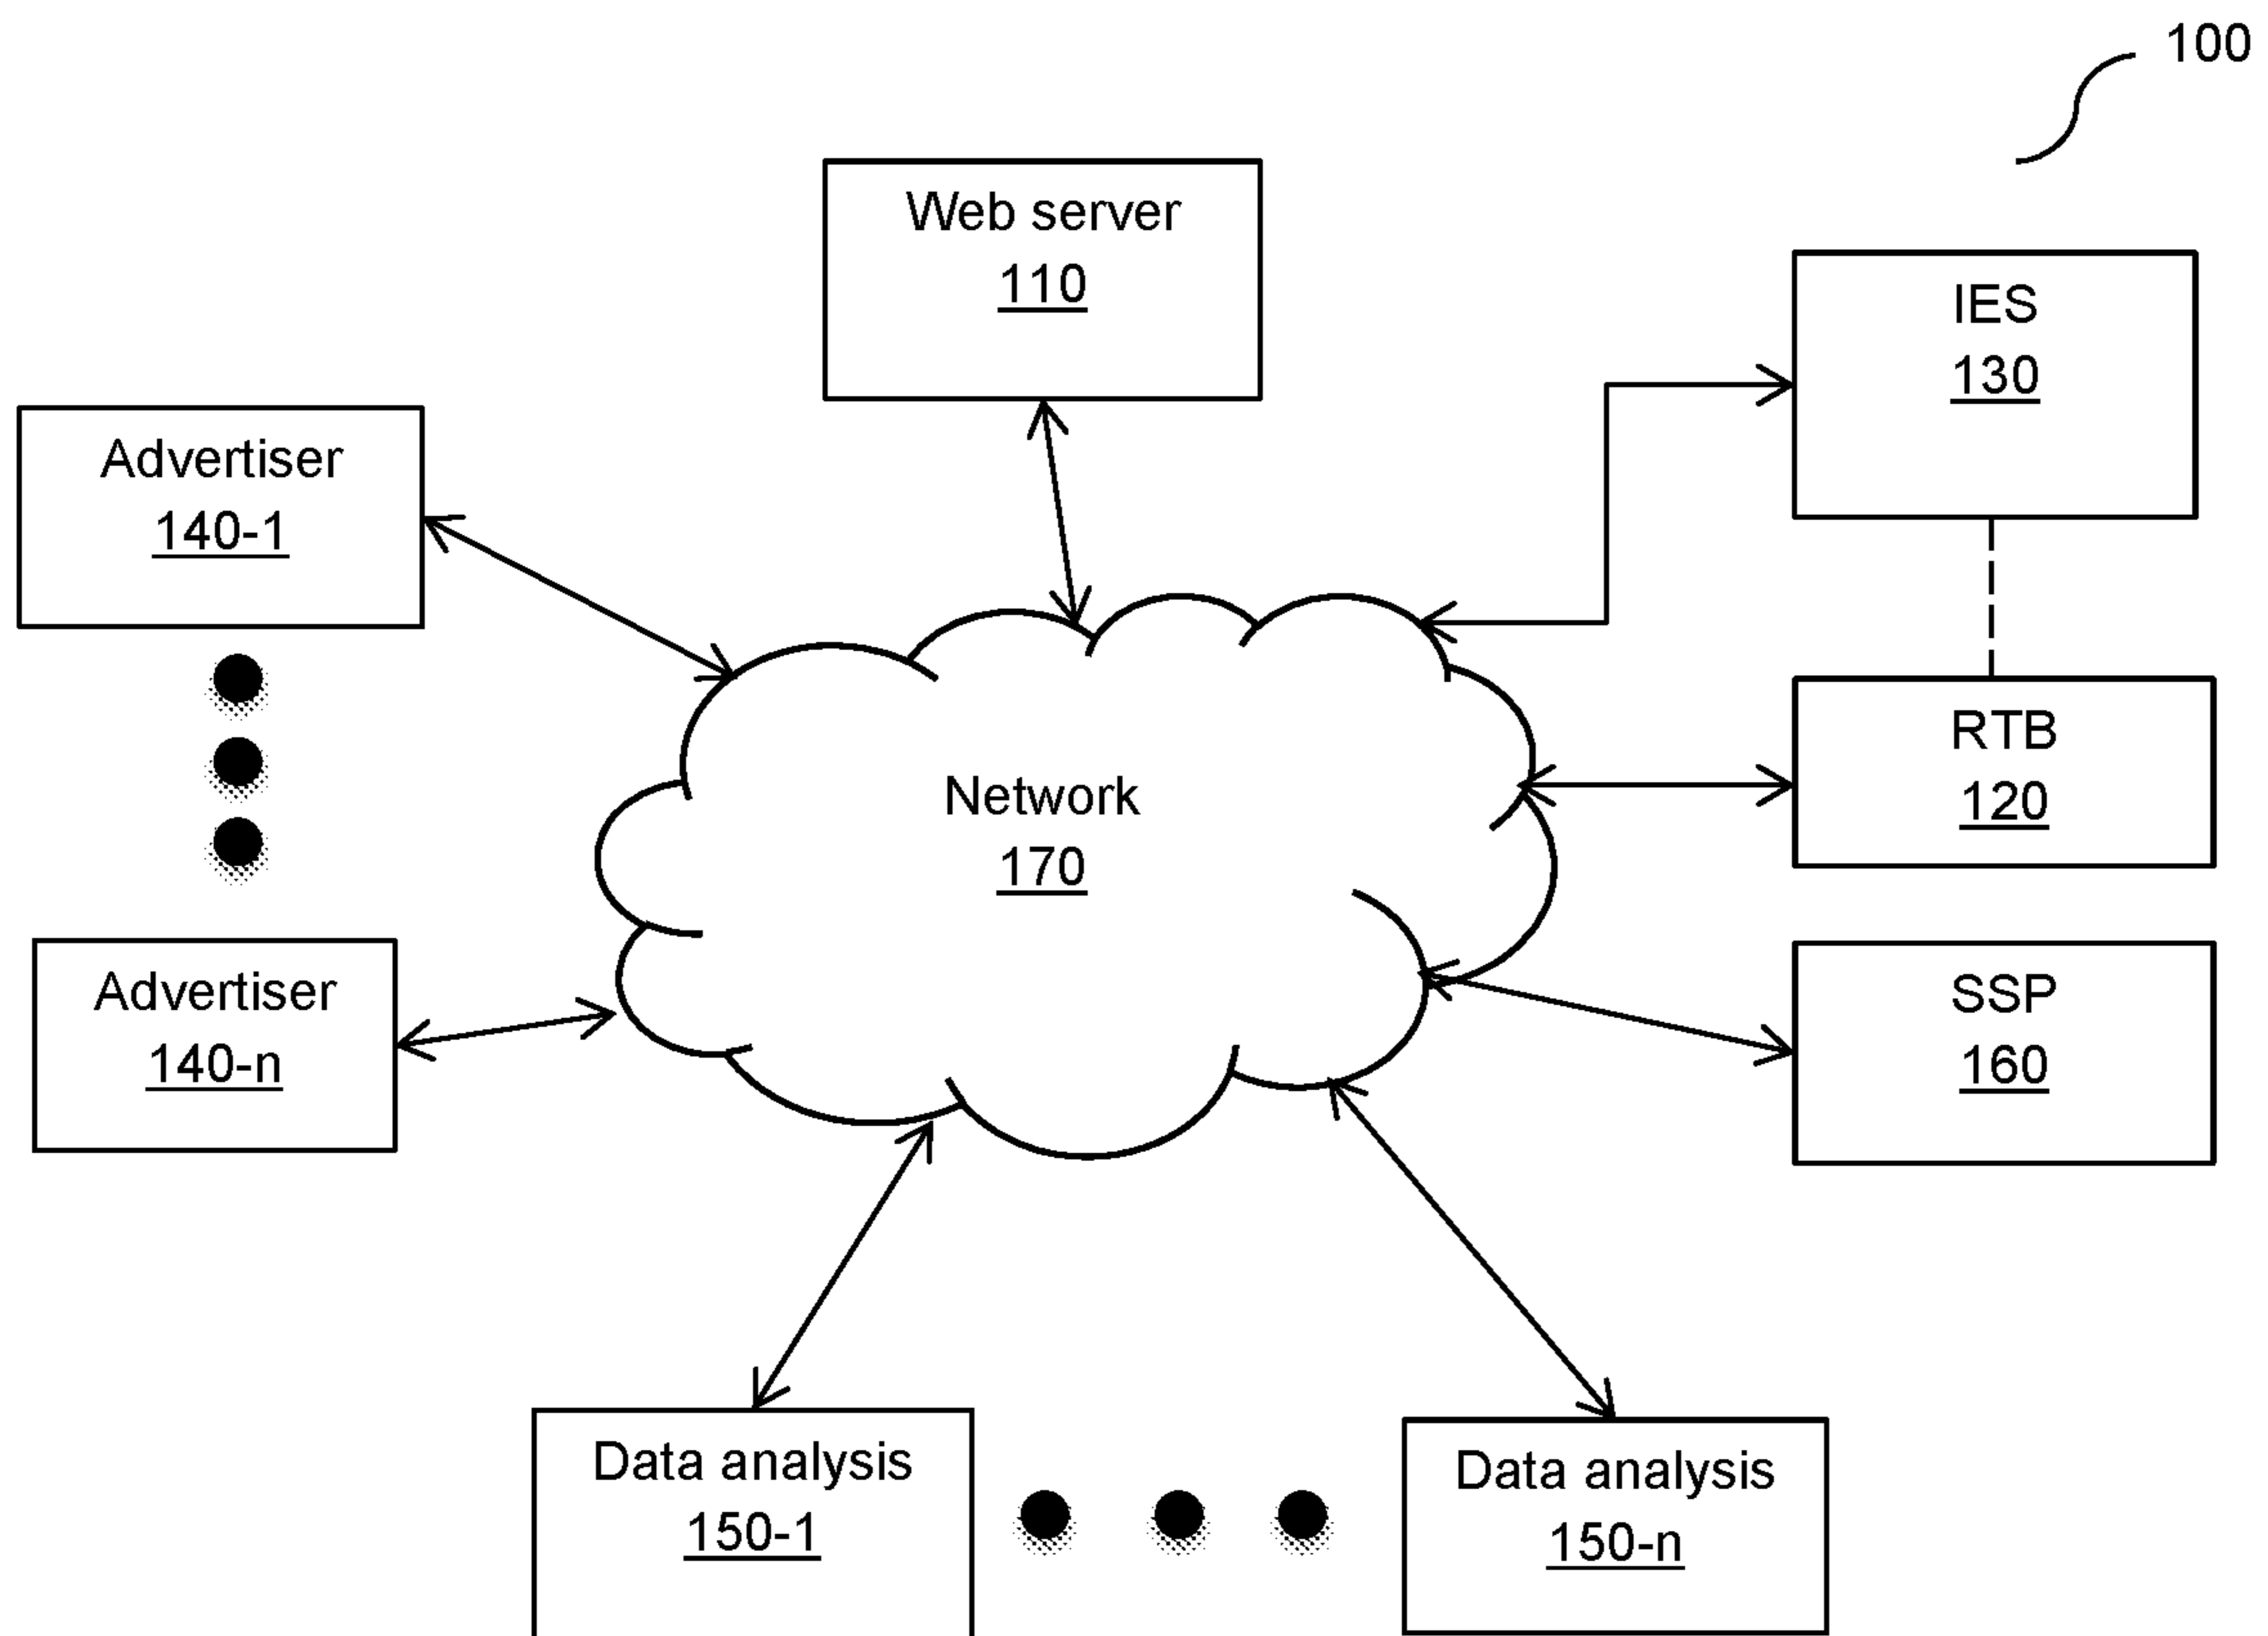 100
Web server
110
IES
130
Advertiser
140-1
RTB
120
Network
170
Advertiser
140-n
SSP
160
Data analysis
150-1
Data analysis
150-n